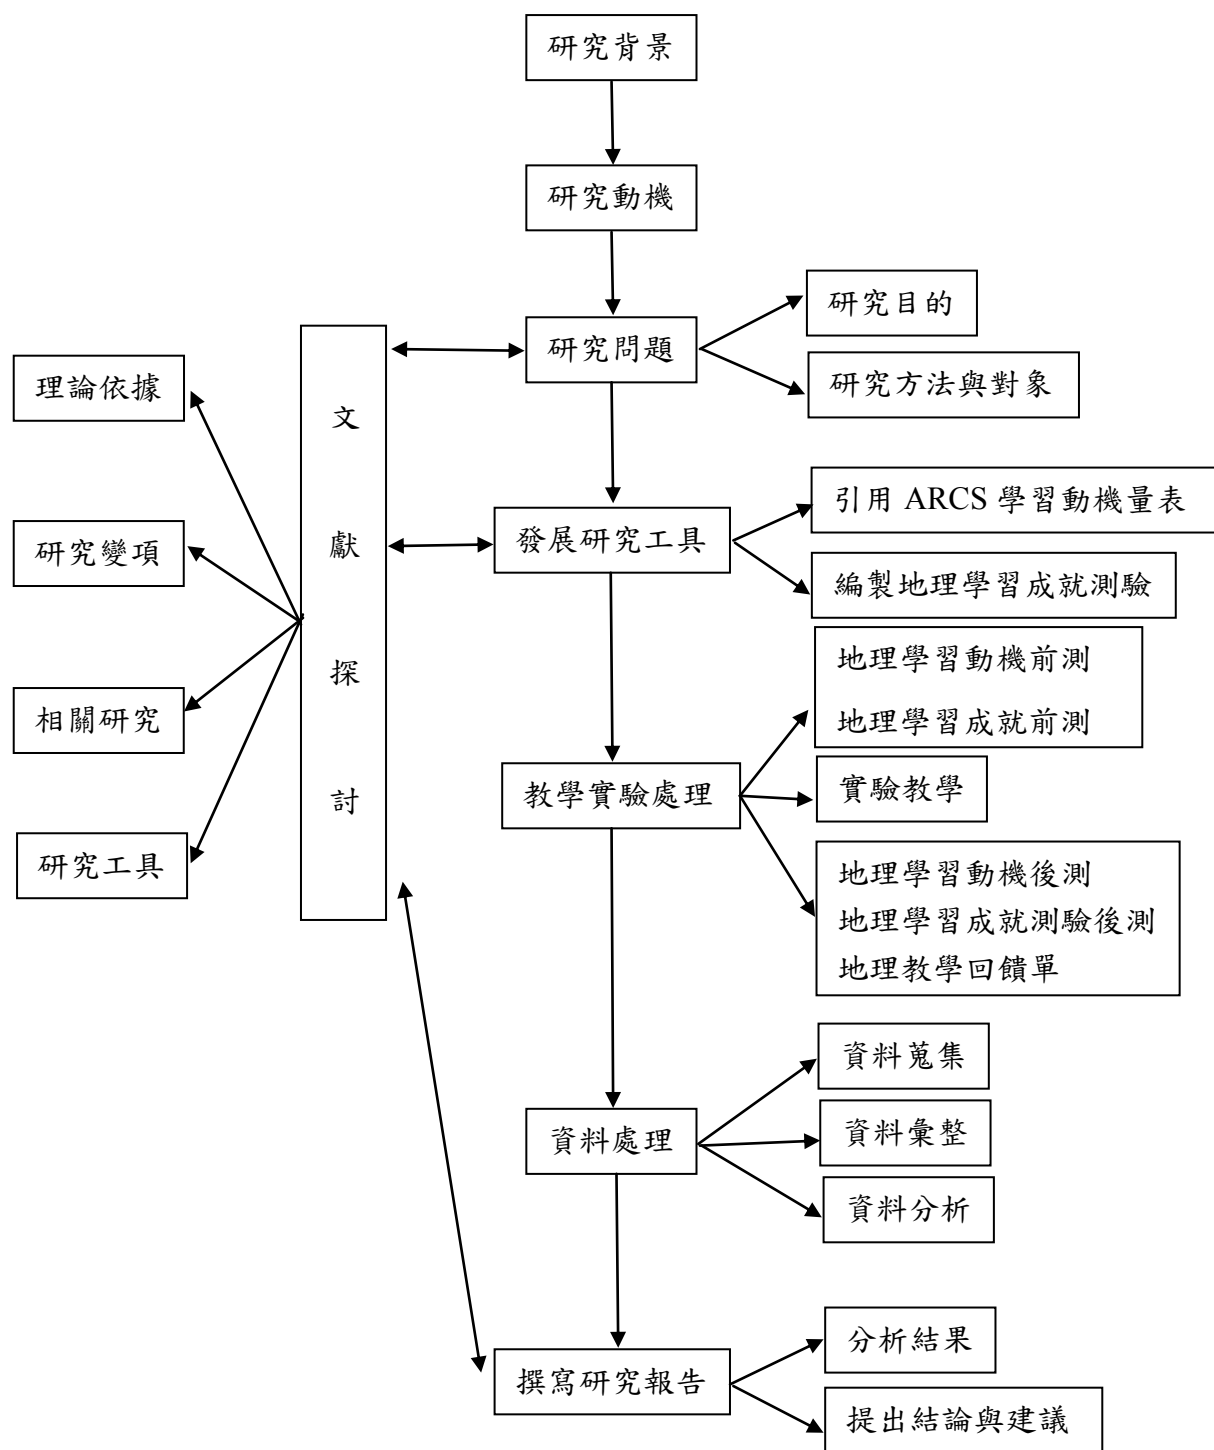 研究背景
研究動機
研究目的
研究問題
研究方法與對象
理論依據
文獻探討
引用 ARCS 學習動機量表
發展研究工具
研究變項
編製地理學習成就測驗
地理學習動機前測
地理學習成就前測
相關研究
教學實驗處理
實驗教學
研究工具
地理學習動機後測
地理學習成就測驗後測
地理教學回饋單
資料蒐集
資料處理
資料彙整
資料分析
分析結果
撰寫研究報告
提出結論與建議